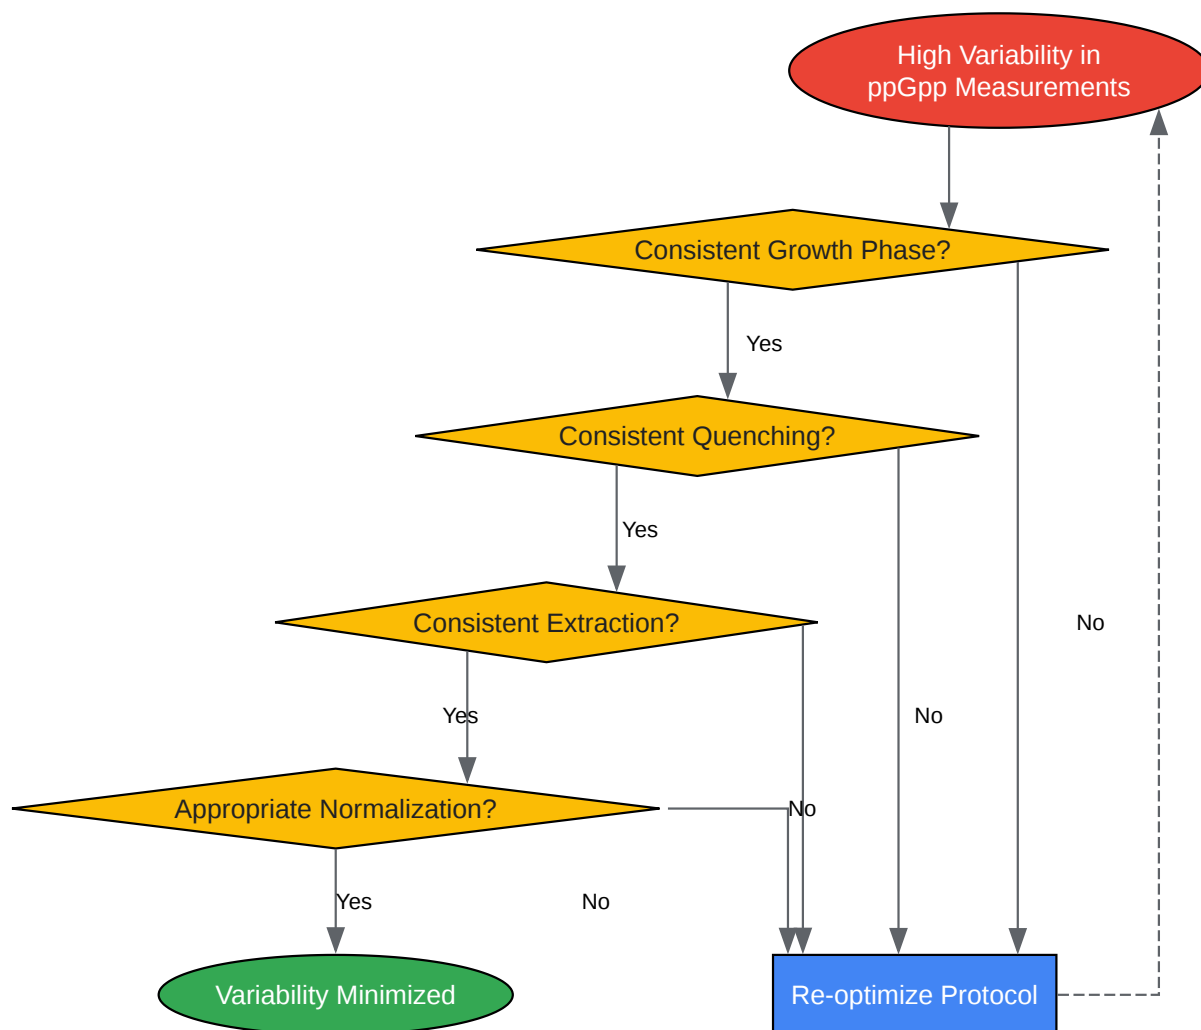 High Variability in
ppGpp Measurements
Consistent Growth Phase?
Yes
Consistent Quenching?
Yes
Consistent Extraction?
No
Yes
No
Appropriate Normalization?
No
Yes
No
Variability Minimized
Re-optimize Protocol